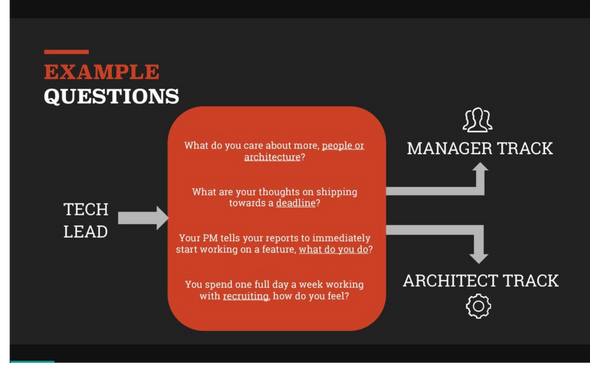 EXAMPLE
QUESTIONS
TECH
LEAD
What do you care about more, people or
architecture?
What are your thoughts on shipping
towards a deadline?
Your PM tells your reports to immediately
start working on a feature, what do you do?
You spend one full day a week working
with recruiting, how do you feel?
MANAGER TRACK
ARCHITECT TRACK